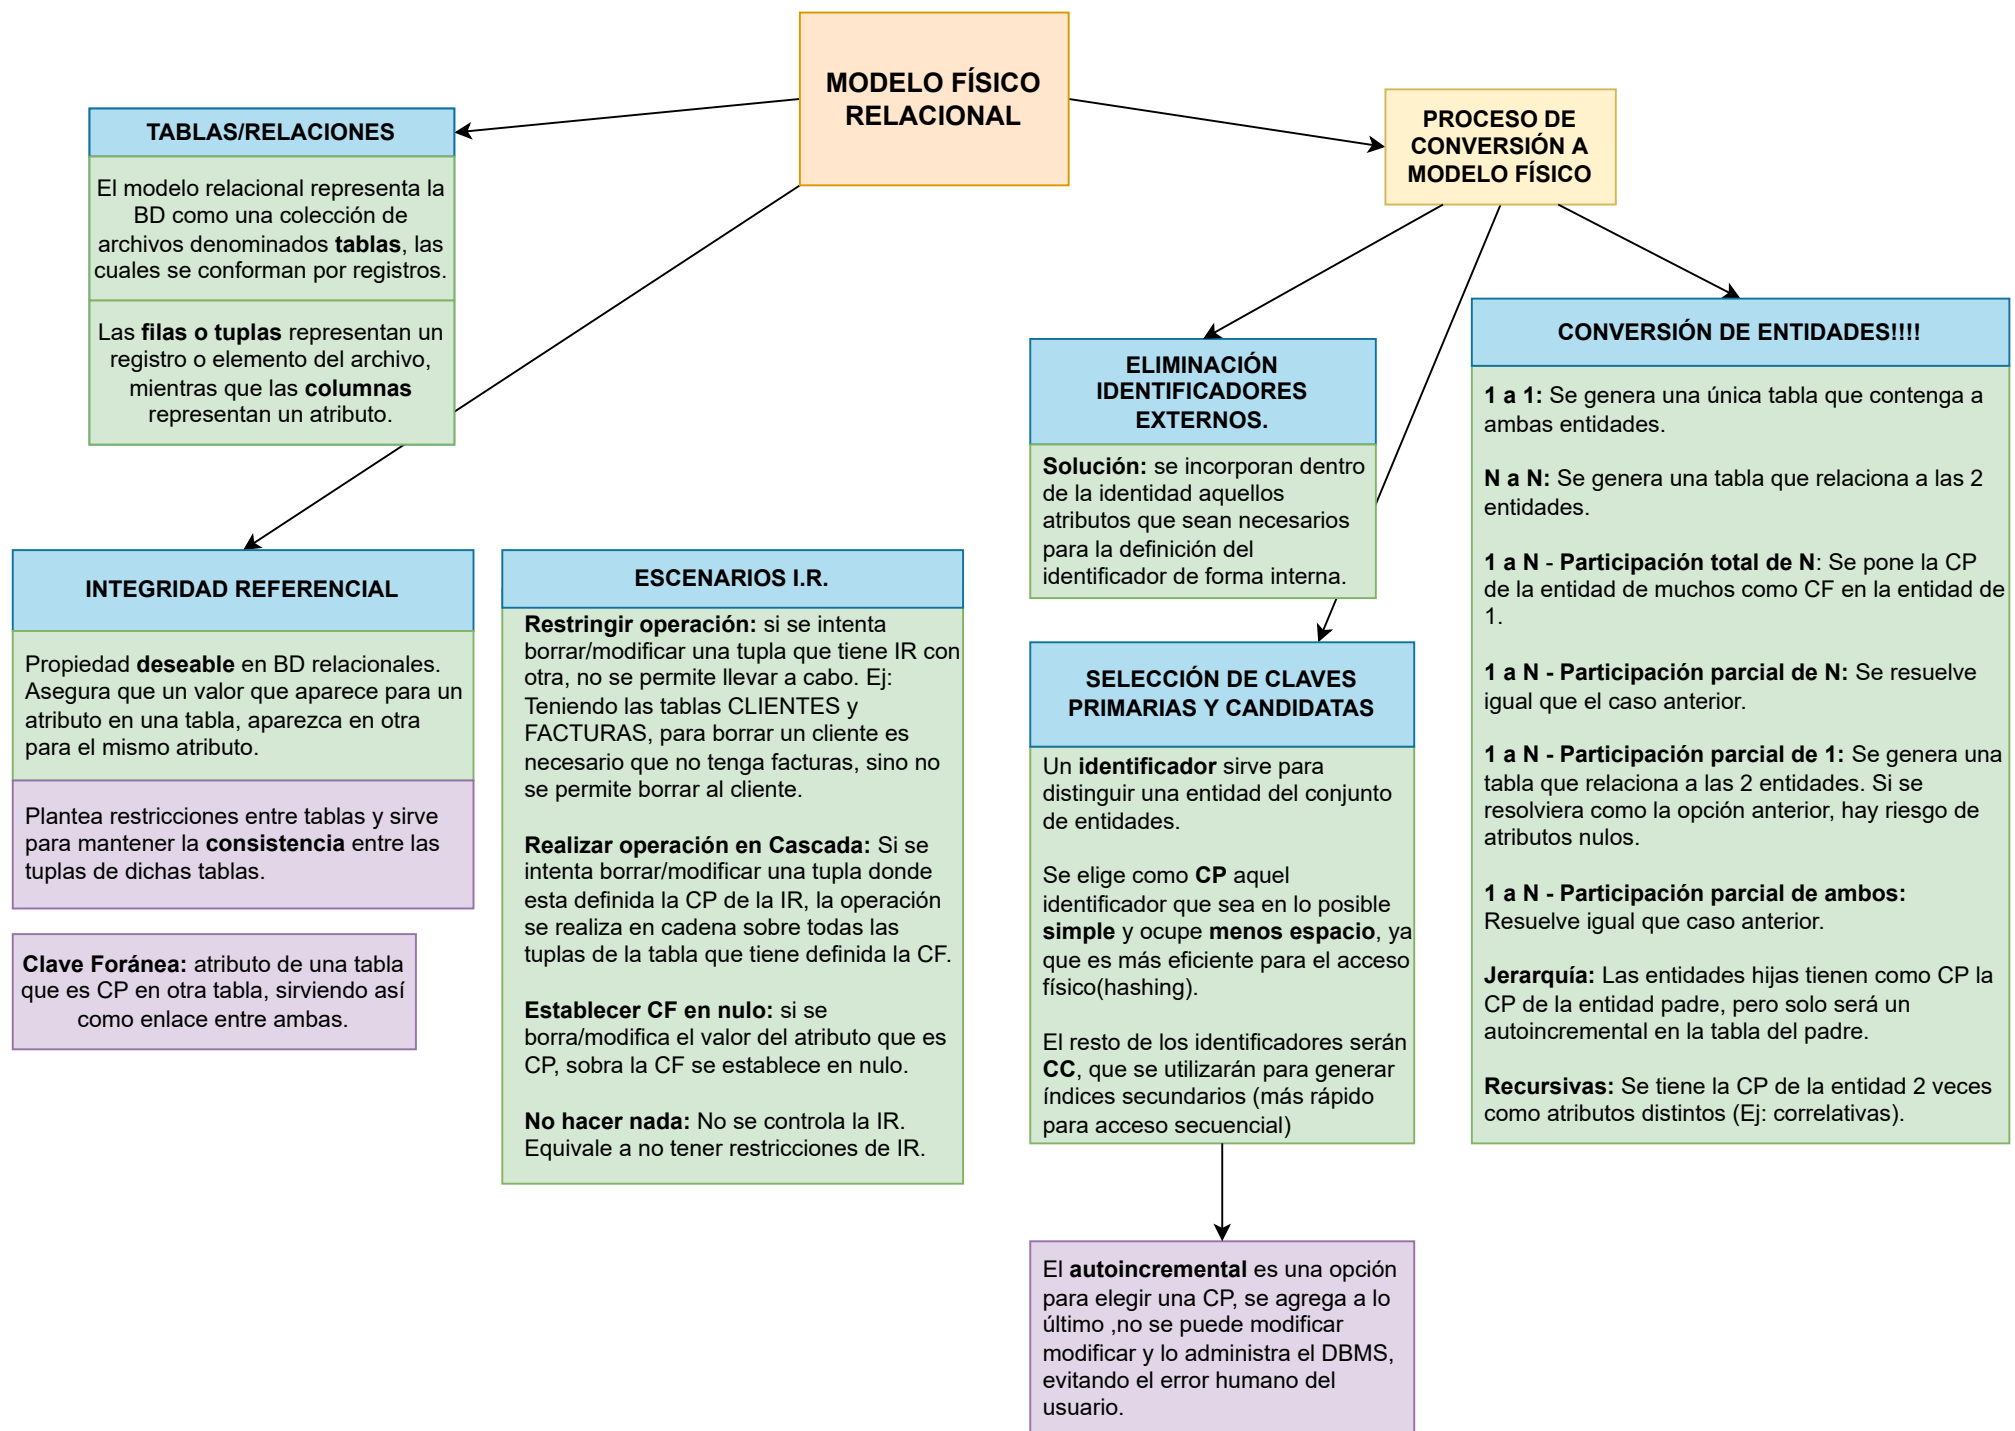 MODELO FÍSICO
RELACIONAL
TABLAS/RELACIONES
El modelo relacional representa la
BD como una colección de
archivos denominados tablas, las
cuales se conforman por registros.
Las filas o tuplas representan un
registro o elemento del archivo,
mientras que las columnas
representan un atributo.
INTEGRIDAD REFERENCIAL
Propiedad deseable en BD relacionales.
Asegura que un valor que aparece para un
atributo en una tabla, aparezca en otra
para el mismo atributo.
Plantea restricciones entre tablas y sirve
para mantener la consistencia entre las
tuplas de dichas tablas.
Clave Foránea: atributo de una tabla
que es CP en otra tabla, sirviendo así
como enlace entre ambas.
ESCENARIOS I.R.
Restringir operación: si se intenta
borrar/modificar una tupla que tiene IR con
otra, no se permite llevar a cabo. Ej:
Teniendo las tablas CLIENTES y
FACTURAS, para borrar un cliente es
necesario que no tenga facturas, sino no
se permite borrar al cliente.
Realizar operación en Cascada: Si se
intenta borrar/modificar una tupla donde
esta definida la CP de la IR, la operación
se realiza en cadena sobre todas las
tuplas de la tabla que tiene definida la CF.
Establecer CF en nulo: si se
borra/modifica el valor del atributo que es
CP, sobra la CF se establece en nulo.
No hacer nada: No se controla la IR.
Equivale a no tener restricciones de IR.
PROCESO DE
CONVERSIÓN A
MODELO FÍSICO
ELIMINACIÓN
IDENTIFICADORES
EXTERNOS.
Solución: se incorporan dentro
de la identidad aquellos
atributos que sean necesarios
para la definición del
identificador de forma interna.
SELECCIÓN DE CLAVES
PRIMARIAS Y CANDIDATAS
Un identificador sirve para
distinguir una entidad del conjunto
de entidades.
Se elige como CP aquel
identificador que sea en lo posible
simple y ocupe menos espacio, ya
que es más eficiente para el acceso
físico(hashing).
El resto de los identificadores serán
CC, que se utilizarán para generar
índices secundarios (más rápido
para acceso secuencial)
El autoincremental es una opción
para elegir una CP, se agrega a lo
último ,no se puede modificar
modificar y lo administra el DBMS,
evitando el error humano del
usuario.
CONVERSIÓN DE ENTIDADES!!!!
1 a 1: Se genera una única tabla que contenga a
ambas entidades.
N a N: Se genera una tabla que relaciona a las 2
entidades.
1 a N - Participación total de N: Se pone la CP
de la entidad de muchos como CF en la entidad de
1.
1 a N - Participación parcial de N: Se resuelve
igual que el caso anterior.
1 a N - Participación parcial de 1: Se genera una
tabla que relaciona a las 2 entidades. Si se
resolviera como la opción anterior, hay riesgo de
atributos nulos.
1 a N - Participación parcial de ambos:
Resuelve igual que caso anterior.
Jerarquía: Las entidades hijas tienen como CP la
CP de la entidad padre, pero solo será un
autoincremental en la tabla del padre.
Recursivas: Se tiene la CP de la entidad 2 veces
como atributos distintos (Ej: correlativas).